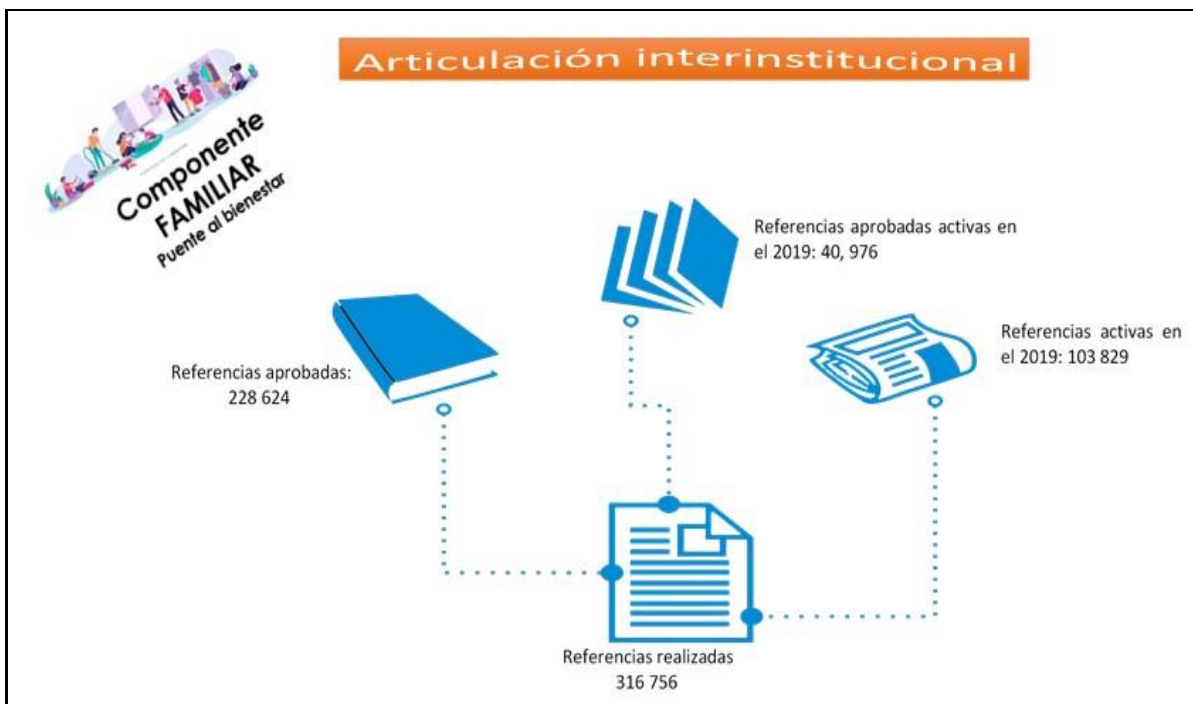 Articulación interinstitucional
Componente
FAMILIAR
Puente al bienestar
Referencias aprobadas activas en
el 2019: 40, 976
Referencias activas en
el 2019: 103 829
Referencias aprobadas:
228 624
Referencias realizadas
316 756